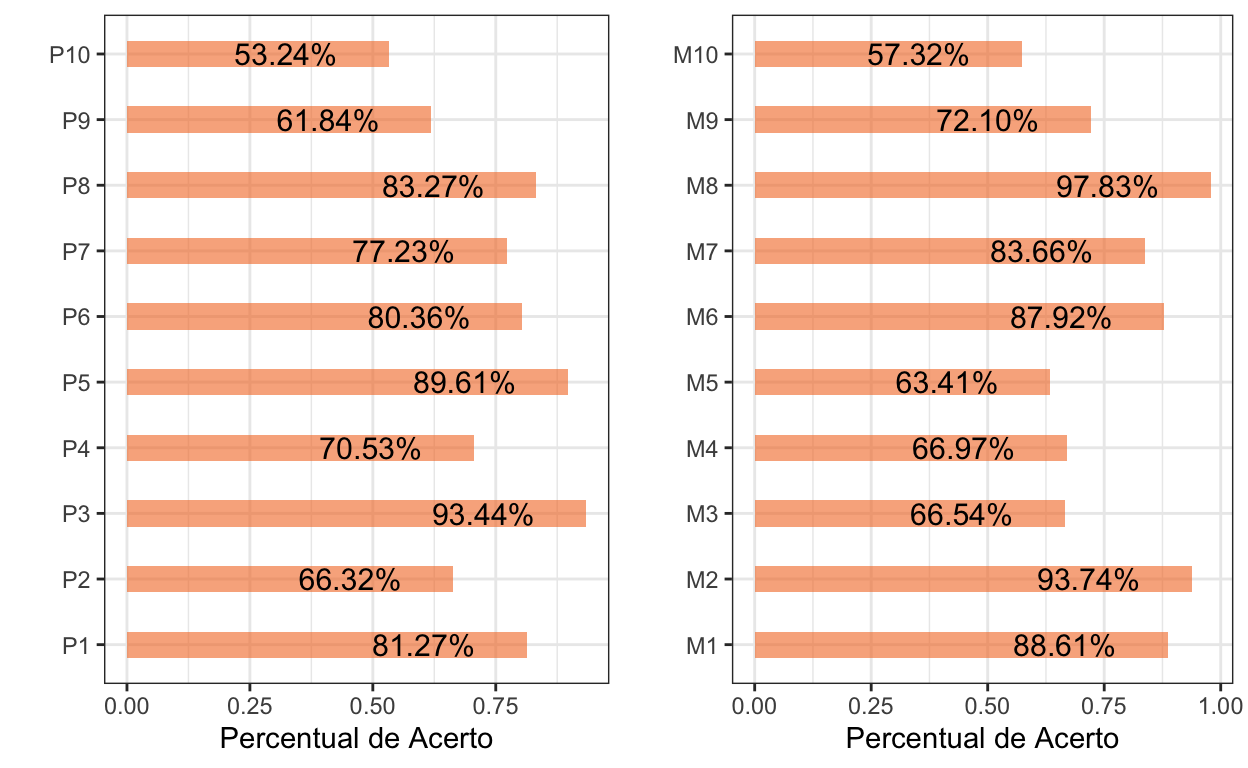 P10 53.24%
P9 61.84%
P8 83.27%
P7 77.23%
P6 80.36%
P5 89.61%
P4 70.53%
P3 93.44%
P2 66.32%
P1 81.27%
0.00 0.25 0.50 0.75
Percentual de Acerto
M10 57.32%
M9 72.10%
M8 97.83%
M7 83.66%
M6 87.92%
M5 63.41%
M4 66.97%
M3 66.54%
M2 93.74%
M1 88.61%
0.00 0.25 0.50 0.75 1.00
Percentual de Acerto